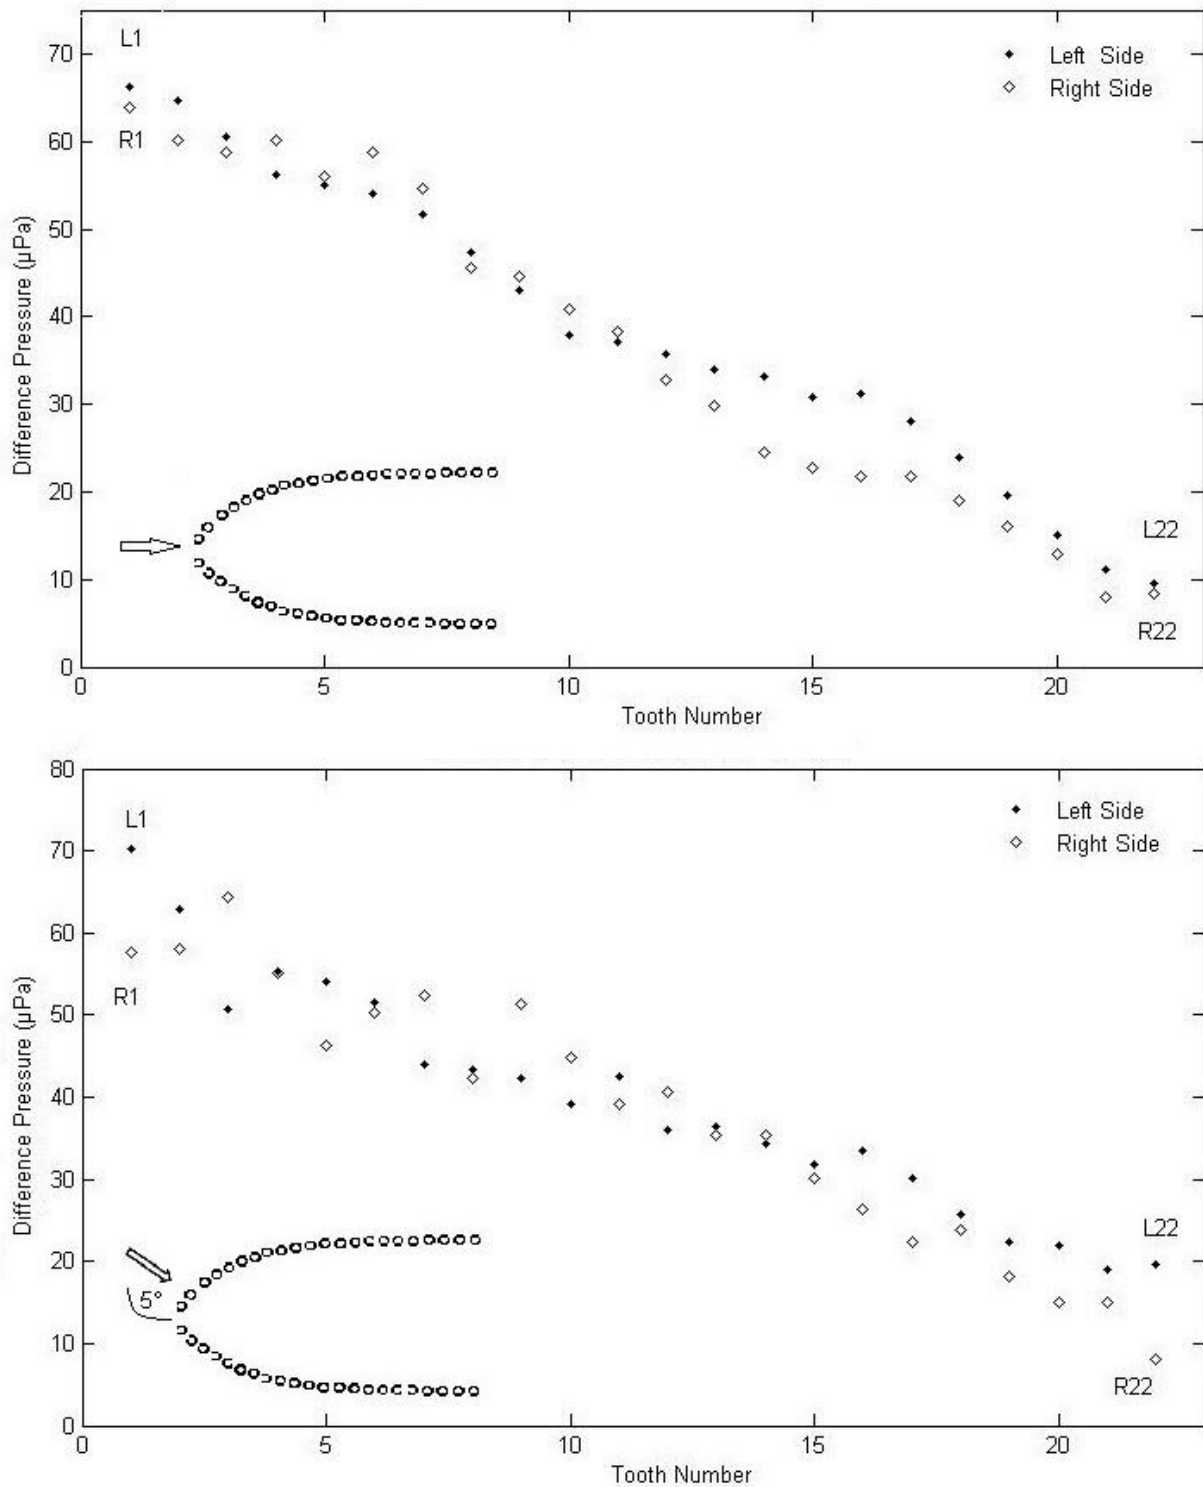 70
L1
Left Side
Right Side
60
R1
50
Difference Pressure (µPa)
40
30
20
L22
10
R22
0
0 5 10 15 20
Tooth Number
80
L1
Left Side
70
Right Side
60
R1
50
Difference Pressure (µPa)
40
30
20
L22
5°
10
R22
0
0 5 10 15 20
Tooth Number